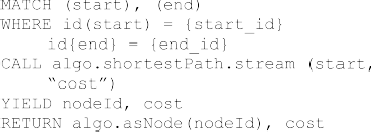 MATCH (start), (end)
WHERE id(start) = {start_id}
id{end} = {end_id}
CALL algo.shortestPath.stream (start,
“cost”)
YIELD nodeId, cost
RETURN algo.asNode(nodeId), cost